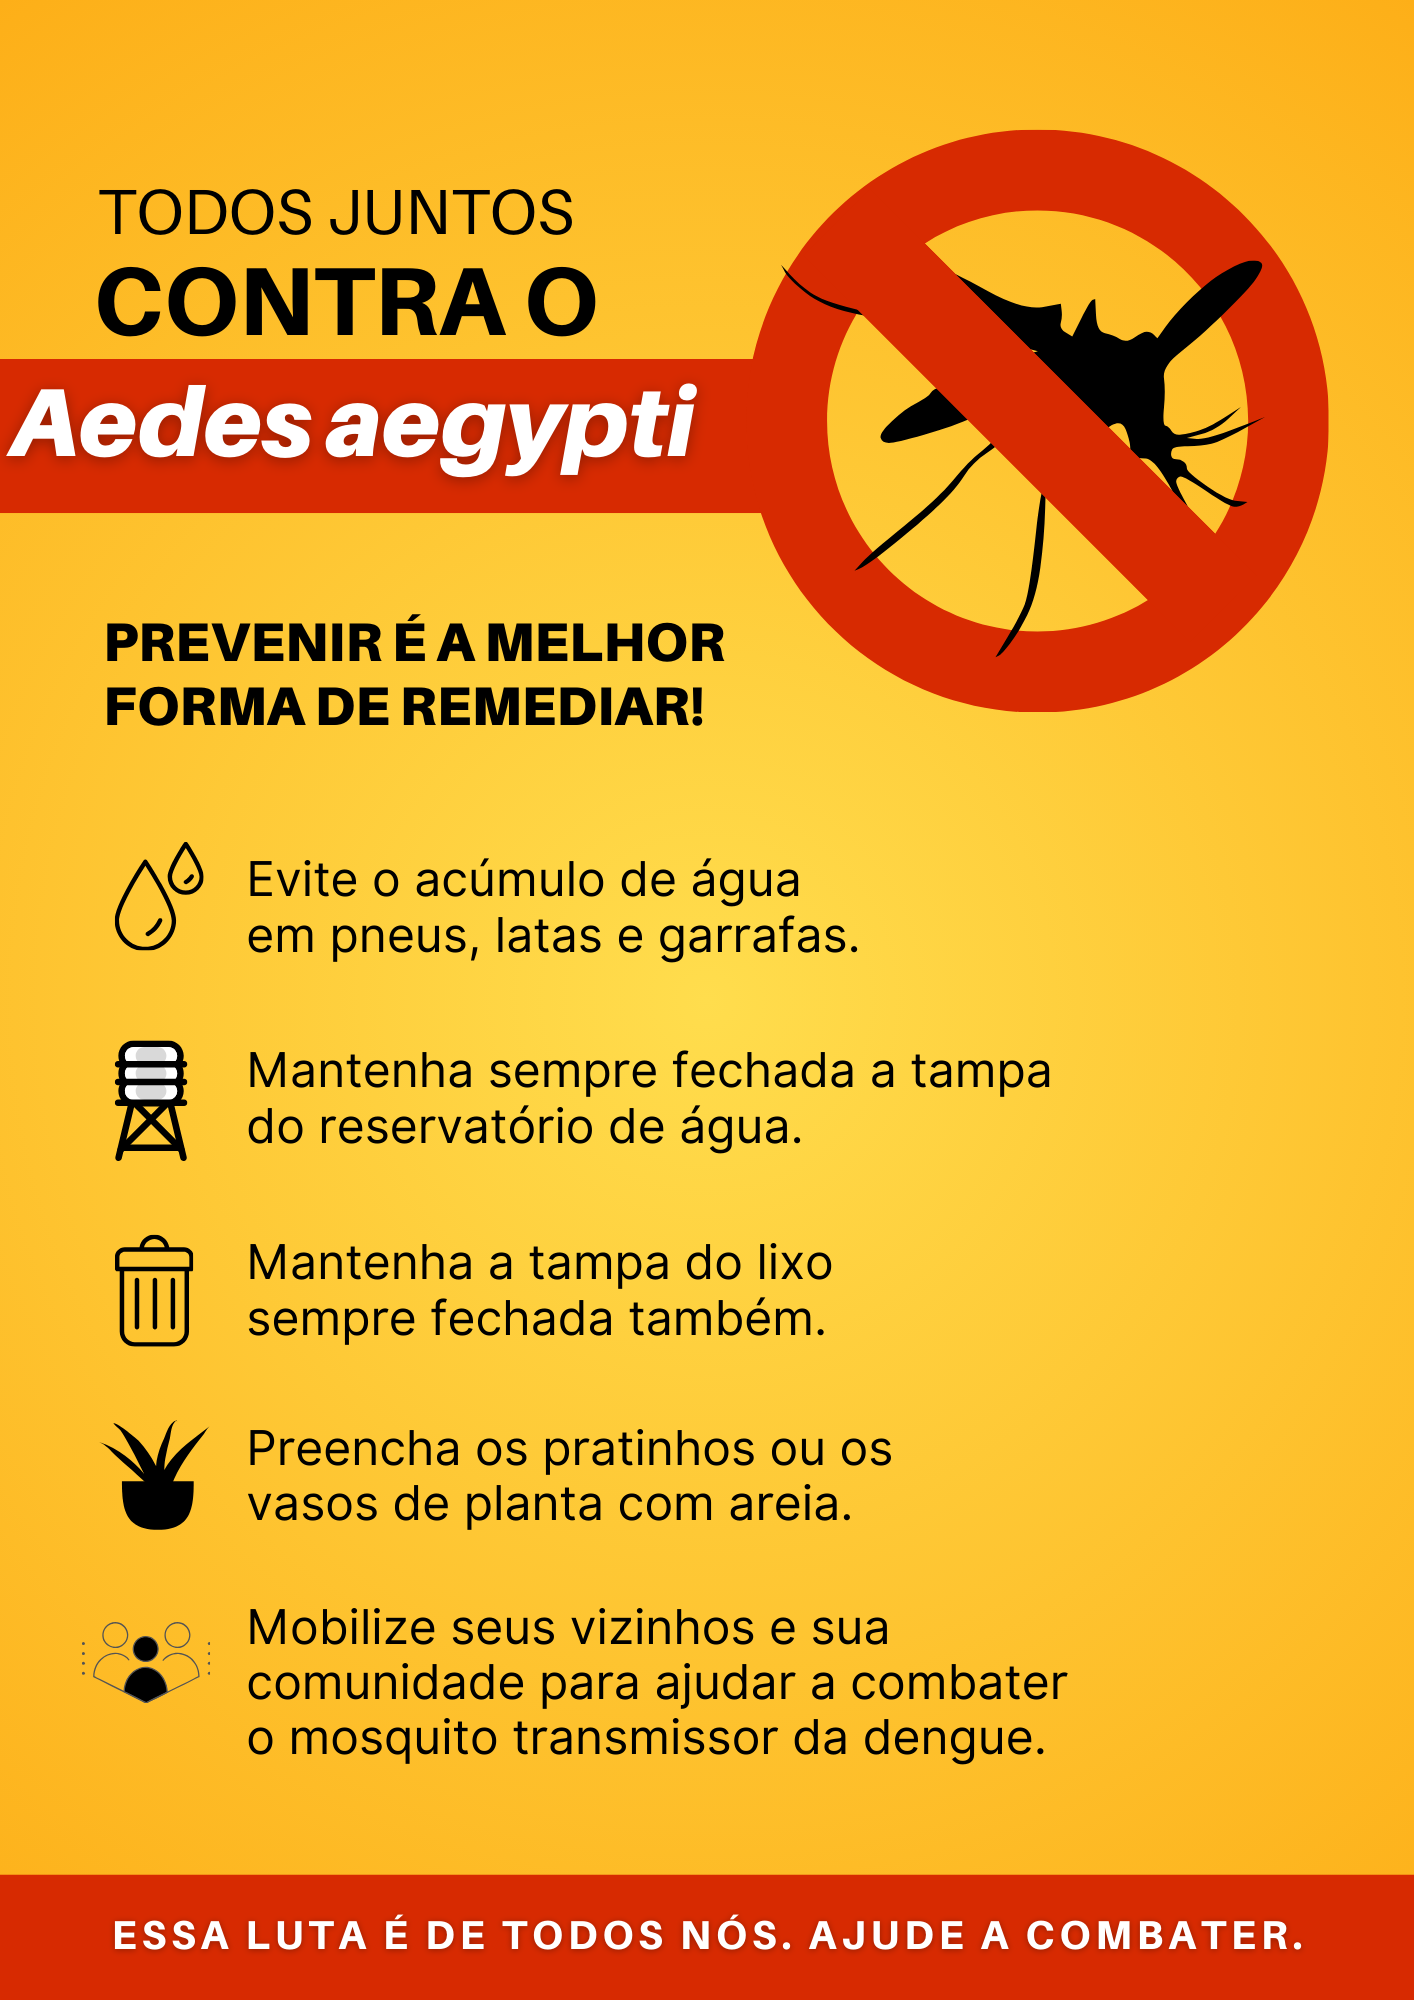 TODOS JUNTOS
CONTRA O
Aedes aegypti
PREVENIR É A MELHOR
FORMA DE REMEDIAR!
Evite o acúmulo de água
em pneus, latas e garrafas.
Mantenha sempre fechada a tampa
do reservatório de água.
Mantenha a tampa do lixo
sempre fechada também.
Preencha os pratinhos ou os
vasos de planta com areia.
Mobilize seus vizinhos e sua
comunidade para ajudar a combater
o mosquito transmissor da dengue.
ESSA LUTA É DE TODOS NÓS. AJUDE A COMBATER.